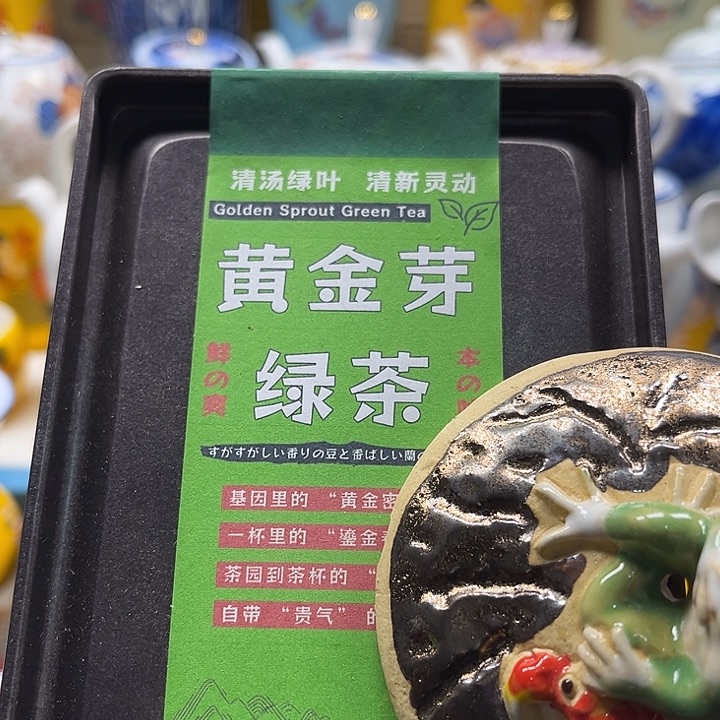 清汤绿叶 清新灵动
Golden Sprout Green Tea
黄金芽
绿茶
鮮の爽
本の
すがすがしい香りの豆と香ばしい蘭の
基因里的 “黄金密
一杯里的 “鎏金
茶园到茶杯的 “
自带 “贵气” 的